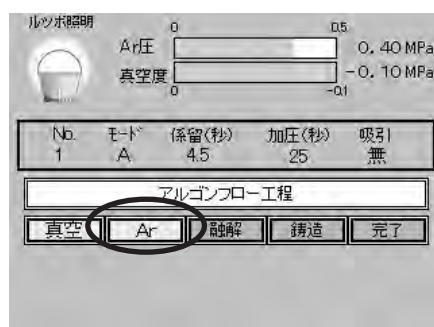 ルツボ照明
0 0.5
Ar圧 0.40 MPa
真空度 -0.10 MPa
0 -0.1
No. モード 係留(秒) 加圧(秒) 吸引
1 A 4.5 25 無
アルゴンフロー工程
真空 Ar 融解 鋳造 完了